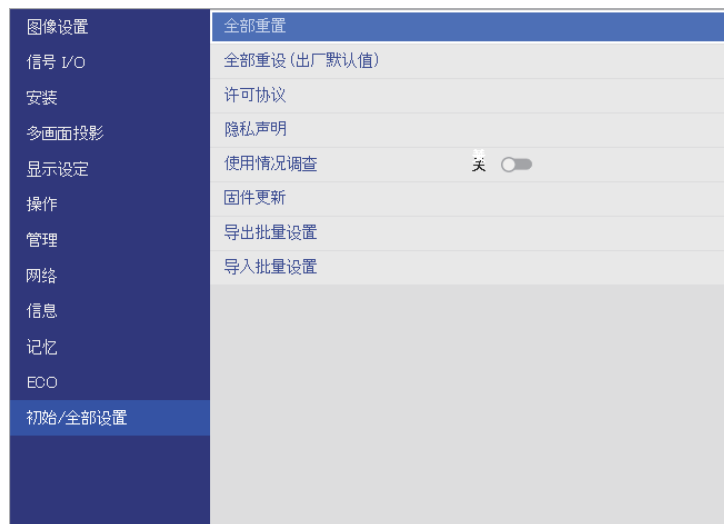 图像设置
信号 I/O
安装
多画面投影
显示设定
操作
管理
网络
信息
记忆
ECO
初始/全部设置
全部重置
全部重设(出厂默认值)
许可协议
隐私声明
使用情况调查 关
固件更新
导出批量设置
导入批量设置